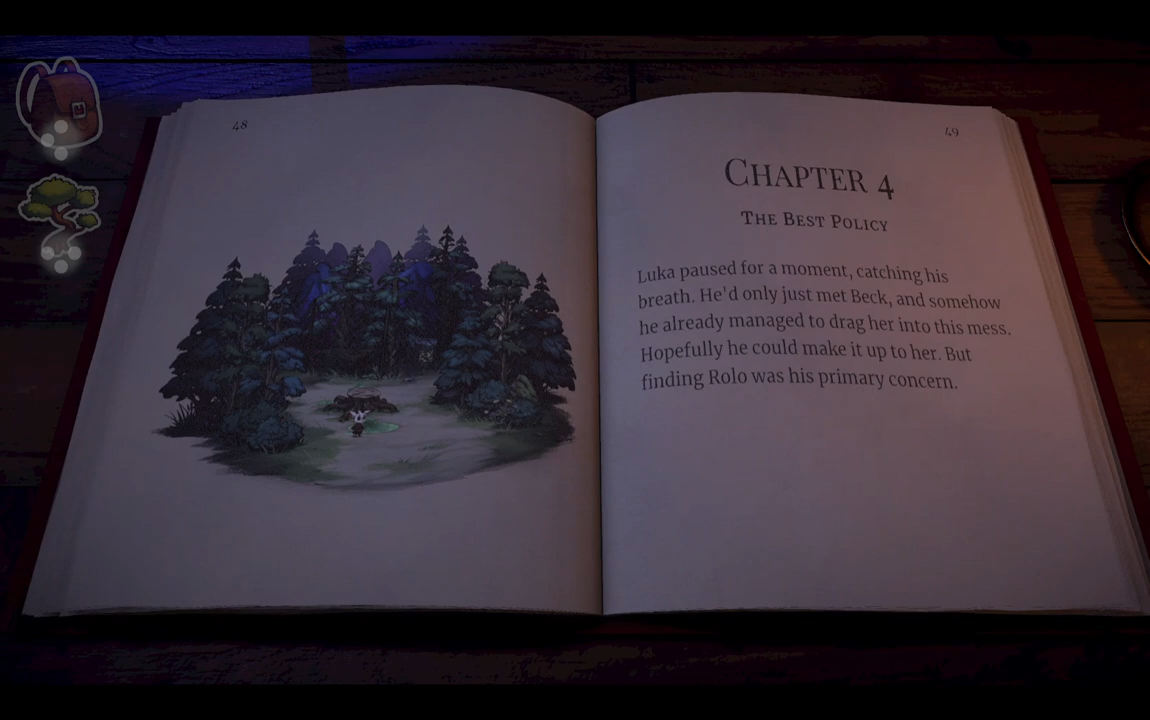 48
49
Chapter 4
The Best Policy
Luka paused for a moment, catching his
breath. He'd only just met Beck, and somehow
he already managed to drag her into this mess.
Hopefully he could make it up to her. But
finding Rolo was his primary concern.